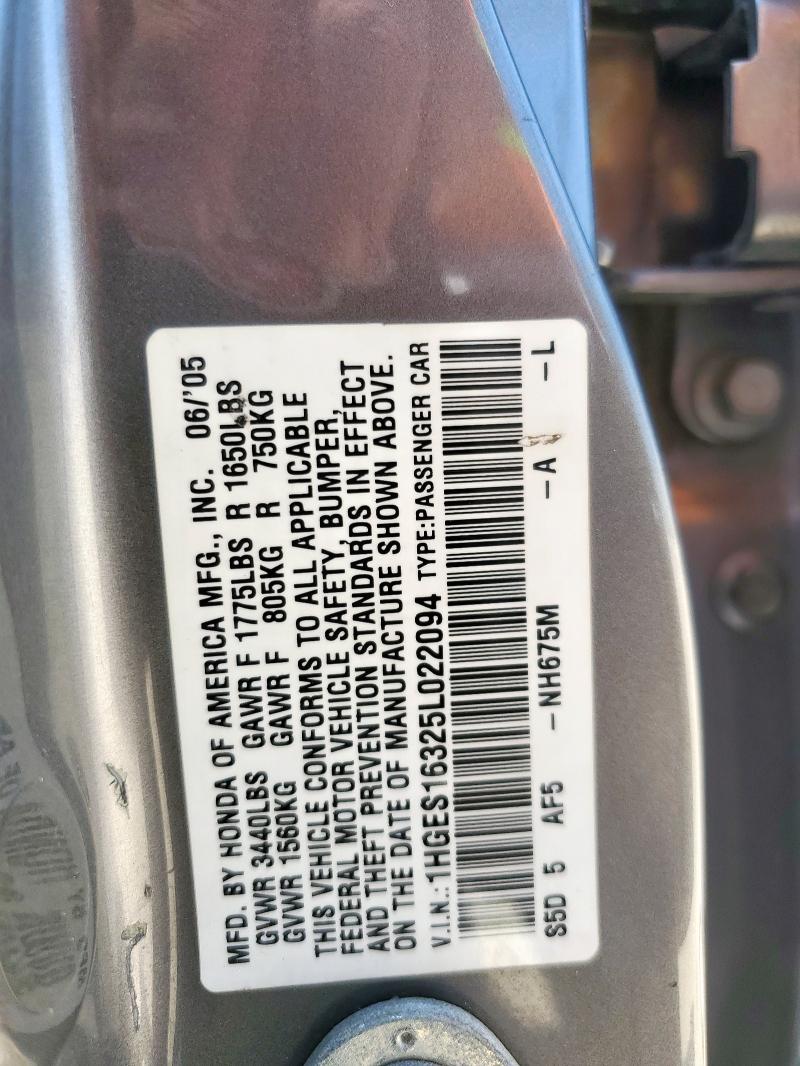 MFD. BY HONDA OF AMERICA MFG., INC. 06/'05
GVWR 3440LBS GAWR F 1775LBS R 1650LBS
GVWR 1560KG GAWR F 805KG R 750KG
THIS VEHICLE CONFORMS TO ALL APPLICABLE
FEDERAL MOTOR VEHICLE SAFETY, BUMPER,
AND THEFT PREVENTION STANDARDS IN EFFECT
ON THE DATE OF MANUFACTURE SHOWN ABOVE.
V.I.N.:1HGES16325L022094 TYPE:PASSENGER CAR
S5D 5 AF5 -NH675M -A -L